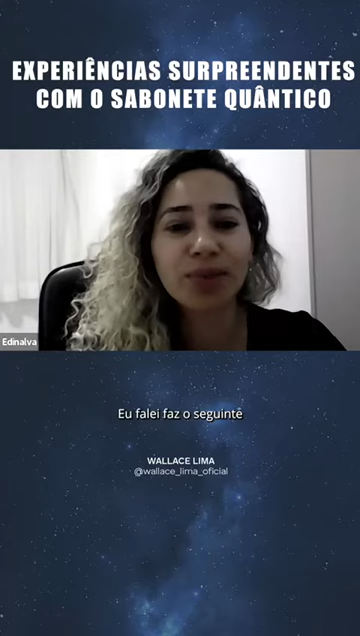 EXPERIÊNCIAS SURPREENDENTES
COM O SABONETE QUÂNTICO
Edinalva
Eu falei faz o seguinte
WALLACE LIMA
@wallace_lima_oficial